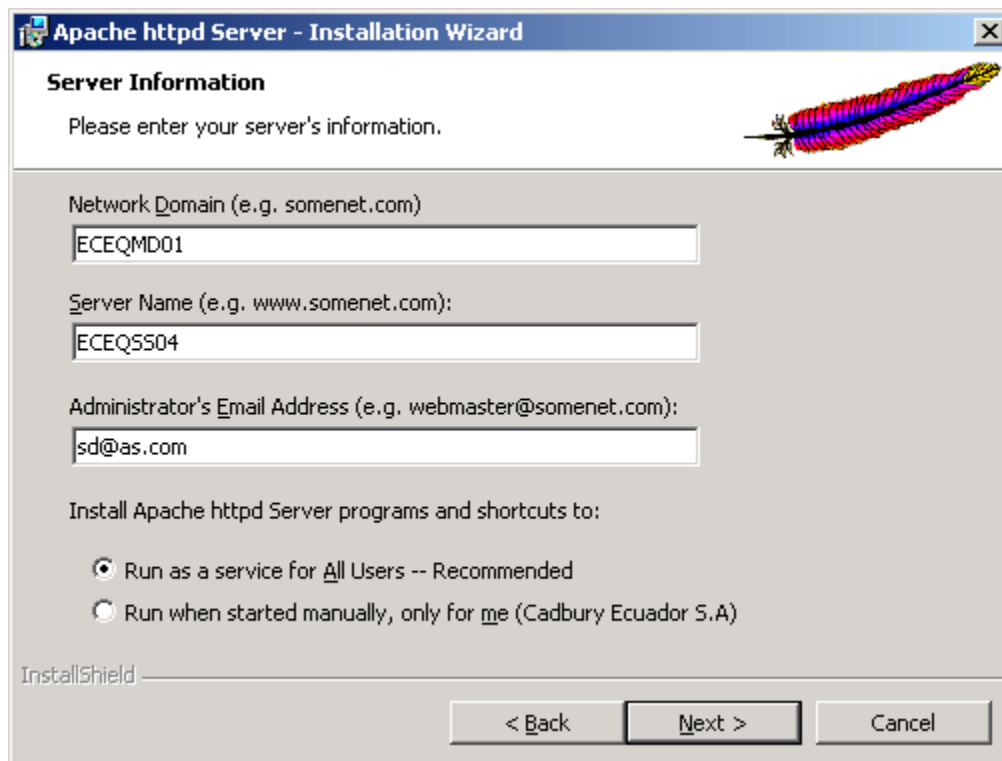 Apache httpd Server - Installation Wizard
Server Information
Please enter your server's information.
Network Domain (e.g. somenet.com)
ECEQMD01
Server Name (e.g. www.somenet.com):
ECEQSS04
Administrator's Email Address (e.g. webmaster@somenet.com):
sd@as.com
Install Apache httpd Server programs and shortcuts to:
Run as a service for All Users -- Recommended
Run when started manually, only for me (Cadbury Ecuador S.A)
InstallShield
< Back Next > Cancel